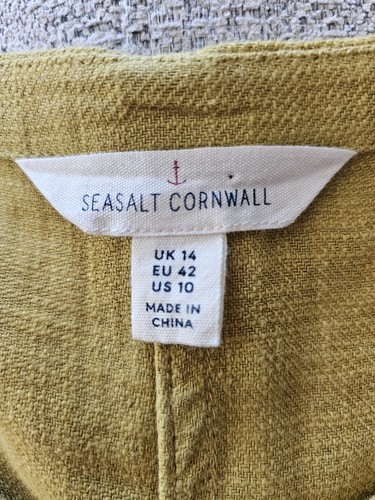 SEASALT CORNWALL
UK 14
EU 42
US 10
MADE IN
CHINA